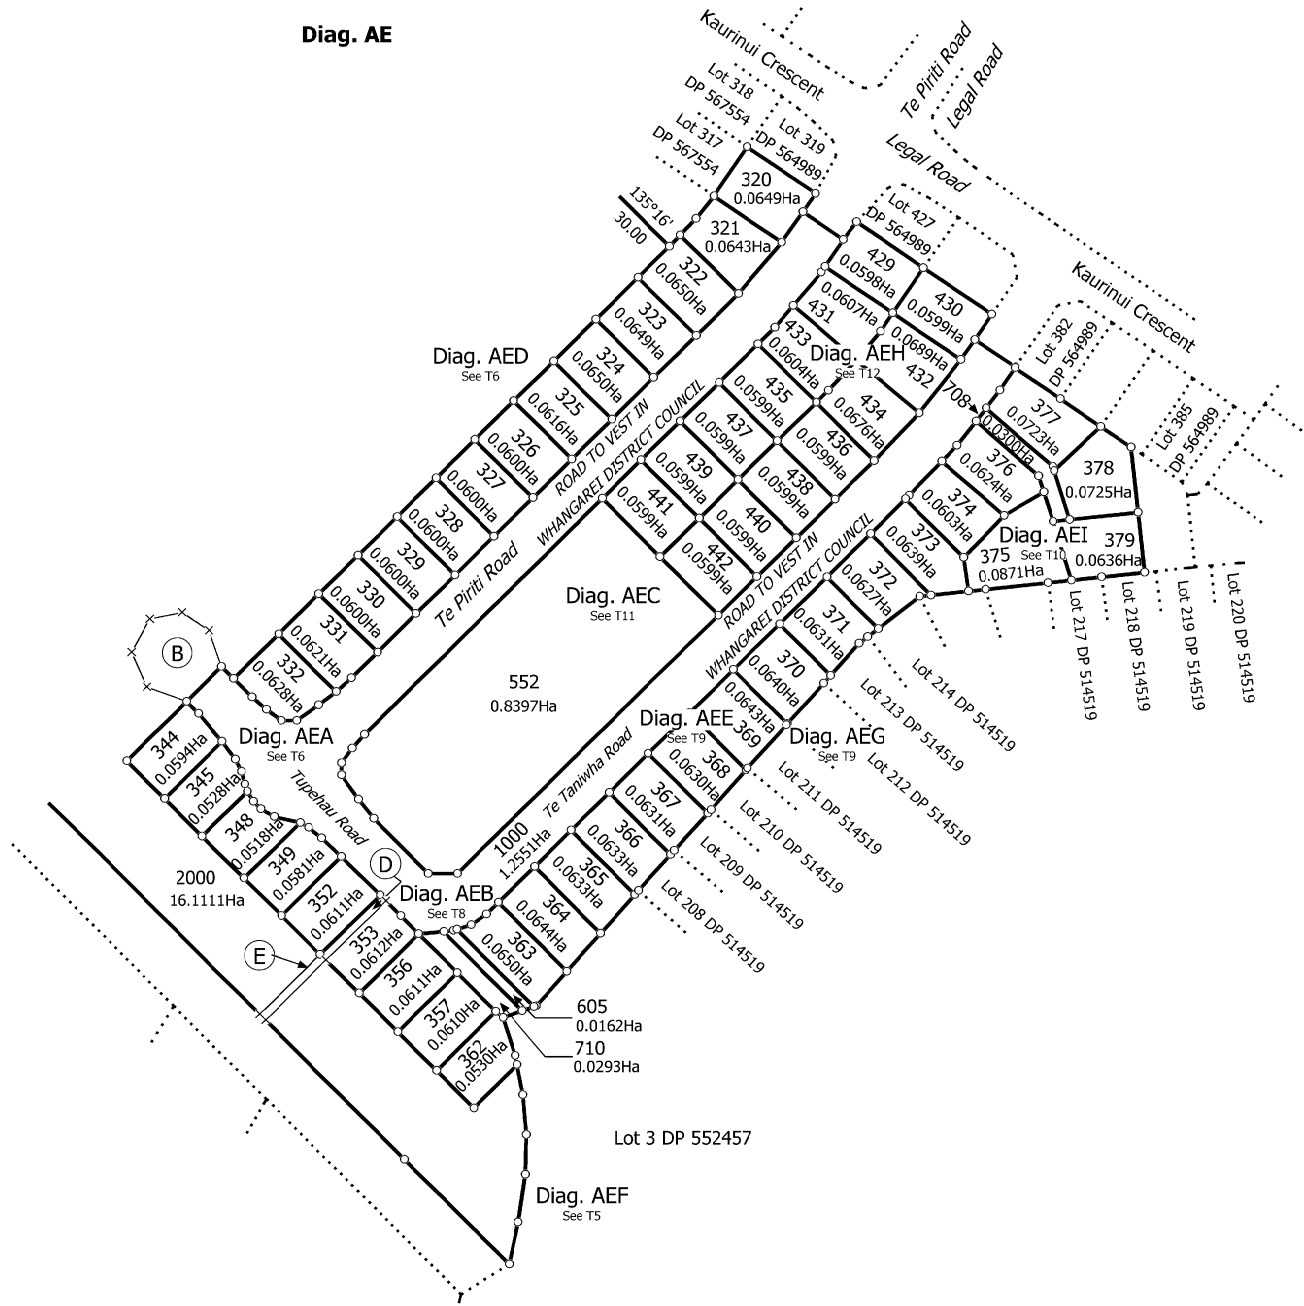 Diag. AE
Kaurinui Crescent
Te Piriti Road
Legal Road
Lot 318
DP 567554
Lot 317
DP 567554
Lot 319
DP 564989
Legal Road
320
0.0649Ha
135°16'
30.00
321
0.0643Ha
Lot 427
DP 564989
322
0.0650Ha
429
0.0598Ha
430
0.0599Ha
Kaurinui Crescent
323
0.0649Ha
0.0607Ha
431
Lot 382
DP 564989
Diag. AED
See T6
324
0.0650Ha
433
0.0604Ha
Diag. AEH
See T12
0.0689Ha
432
708
377
0.0723Ha
Lot 385
DP 564989
325
0.0616Ha
435
0.0599Ha
434
0.0676Ha
0.0300Ha
326
0.0600Ha
ROAD TO VEST IN
WHANGAREI DISTRICT COUNCIL
437
0.0599Ha
436
0.0599Ha
376
0.0624Ha
378
0.0725Ha
327
0.0600Ha
439
0.0599Ha
438
0.0599Ha
374
0.0603Ha
328
0.0600Ha
441
0.0599Ha
440
0.0599Ha
373
0.0639Ha
Diag. AEI
See T10
379
0.0636Ha
375
0.0871Ha
329
0.0600Ha
Te Piriti Road
442
0.0599Ha
ROAD TO VEST IN
WHANGAREI DISTRICT COUNCIL
372
0.0627Ha
330
0.0600Ha
Diag. AEC
See T11
371
0.0631Ha
Lot 217 DP 514519
Lot 218 DP 514519
Lot 219 DP 514519
Lot 220 DP 514519
331
0.0621Ha
B
332
0.0628Ha
552
0.8397Ha
370
0.0640Ha
Lot 214 DP 514519
0.0643Ha
369
Lot 213 DP 514519
344
0.0594Ha
Diag. AEA
See T6
Diag. AEE
See T9
Diag. AEG
See T9
Lot 212 DP 514519
345
0.0528Ha
Tupehau Road
Te Taniwha Road
368
0.0630Ha
Lot 211 DP 514519
348
0.0518Ha
367
0.0631Ha
Lot 210 DP 514519
349
0.0581Ha
1000
1.2551Ha
366
0.0633Ha
Lot 209 DP 514519
2000
16.1111Ha
D
352
0.0611Ha
Diag. AEB
See T8
365
0.0633Ha
Lot 208 DP 514519
E
353
0.0612Ha
364
0.0644Ha
356
0.0611Ha
363
0.0650Ha
357
0.0610Ha
605
0.0162Ha
362
0.0530Ha
710
0.0293Ha
Lot 3 DP 552457
Diag. AEF
See T5